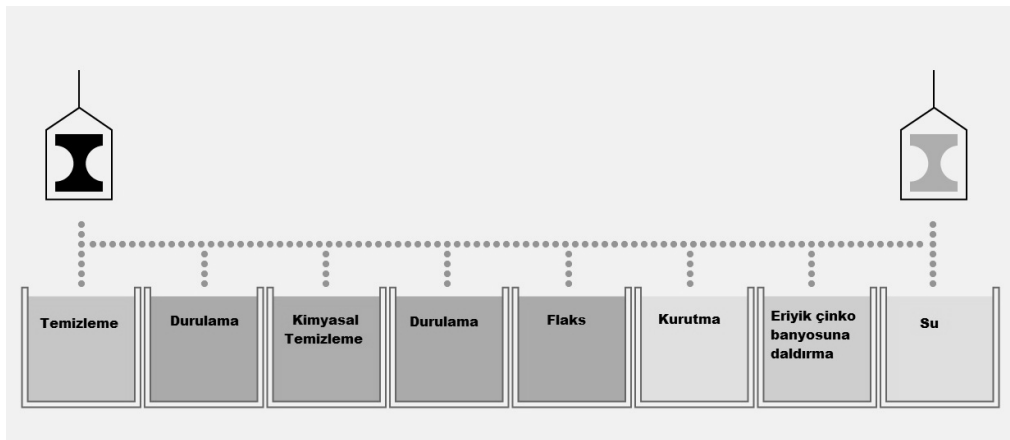 Temizleme
Durulama
Kimyasal
Temizleme
Durulama
Flaks
Kurutma
Eriyik çinko
banyosuna
daldırma
Su